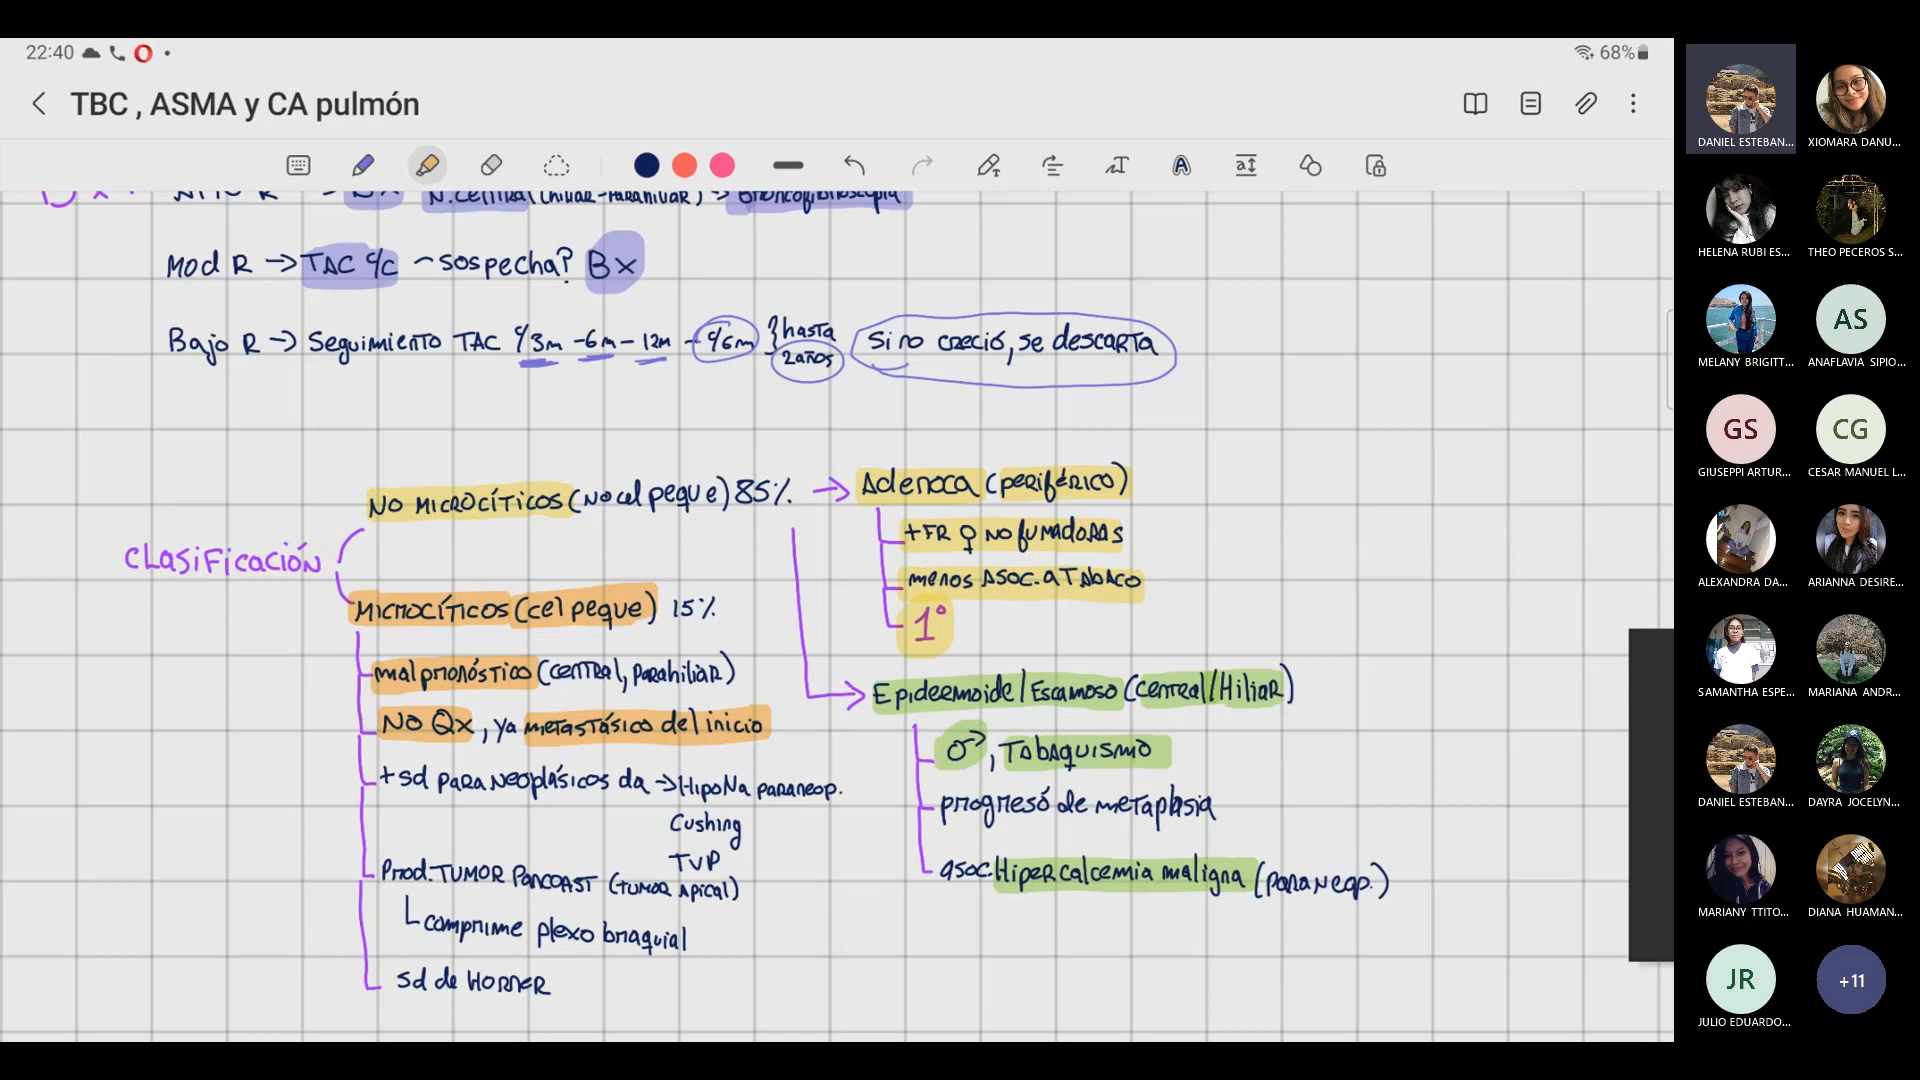 22:40
68%
TBC , ASMA y CA pulmón
N.central (Hiliar-Parahiliar) → Broncofibroscopia
Mod R → TAC s/c ~ sospecha? Bx
Bajo R → Seguimiento TAC c/3m - 6m - 12m - c/6m } hasta 2años
Si no creció, se descarta
Clasificación
NO MICROCÍTICOS (No cel peque) 85%
→ Adenoca (periférico)
+FR ♀ NO fumadoras
menos Asoc. a TABACO
1°
MICROCÍTICOS (cel peque) 15%
mal pronóstico (central, parahiliar)
NO Qx, ya metastásico del inicio
+ sd paraneoplásicos da → HipoNa paraneop.
Cushing
TVP
Prod. TUMOR PANCOAST (TUMOR Apical)
comprime plexo braquial
Sd de HORNER
Epidermoide / Escamoso (central/Hiliar)
♂, Tabaquismo
progresó de metaplasia
asoc. Hipercalcemia maligna (paraneop.)
DANIEL ESTEBAN...
XIOMARA DANU...
HELENA RUBI ES...
THEO PECEROS S...
MELANY BRIGITT...
AS
ANAFLAVIA SIPIO...
GS
GIUSEPPI ARTUR...
CG
CESAR MANUEL L...
ALEXANDRA DA...
ARIANNA DESIRE...
SAMANTHA ESPE...
MARIANA ANDR...
DANIEL ESTEBAN...
DAYRA JOCELYN...
MARIANY TTITO...
DIANA HUAMAN...
JR
JULIO EDUARDO...
+11